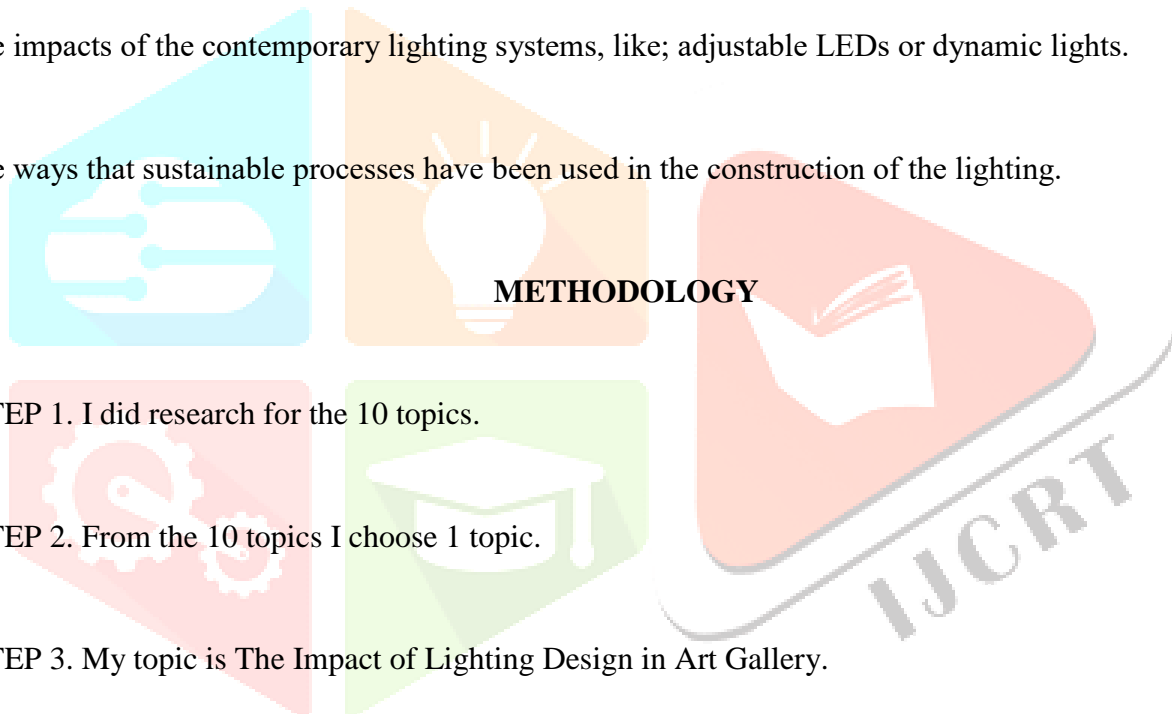 impacts of the contemporary lighting systems, like; adjustable LEDs or dynamic lights.
ways that sustainable processes have been used in the construction of the lighting.
METHODOLOGY
TEP 1. I did research for the 10 topics.
TEP 2. From the 10 topics I choose 1 topic.
TEP 3. My topic is The Impact of Lighting Design in Art Gallery.
IJCRT